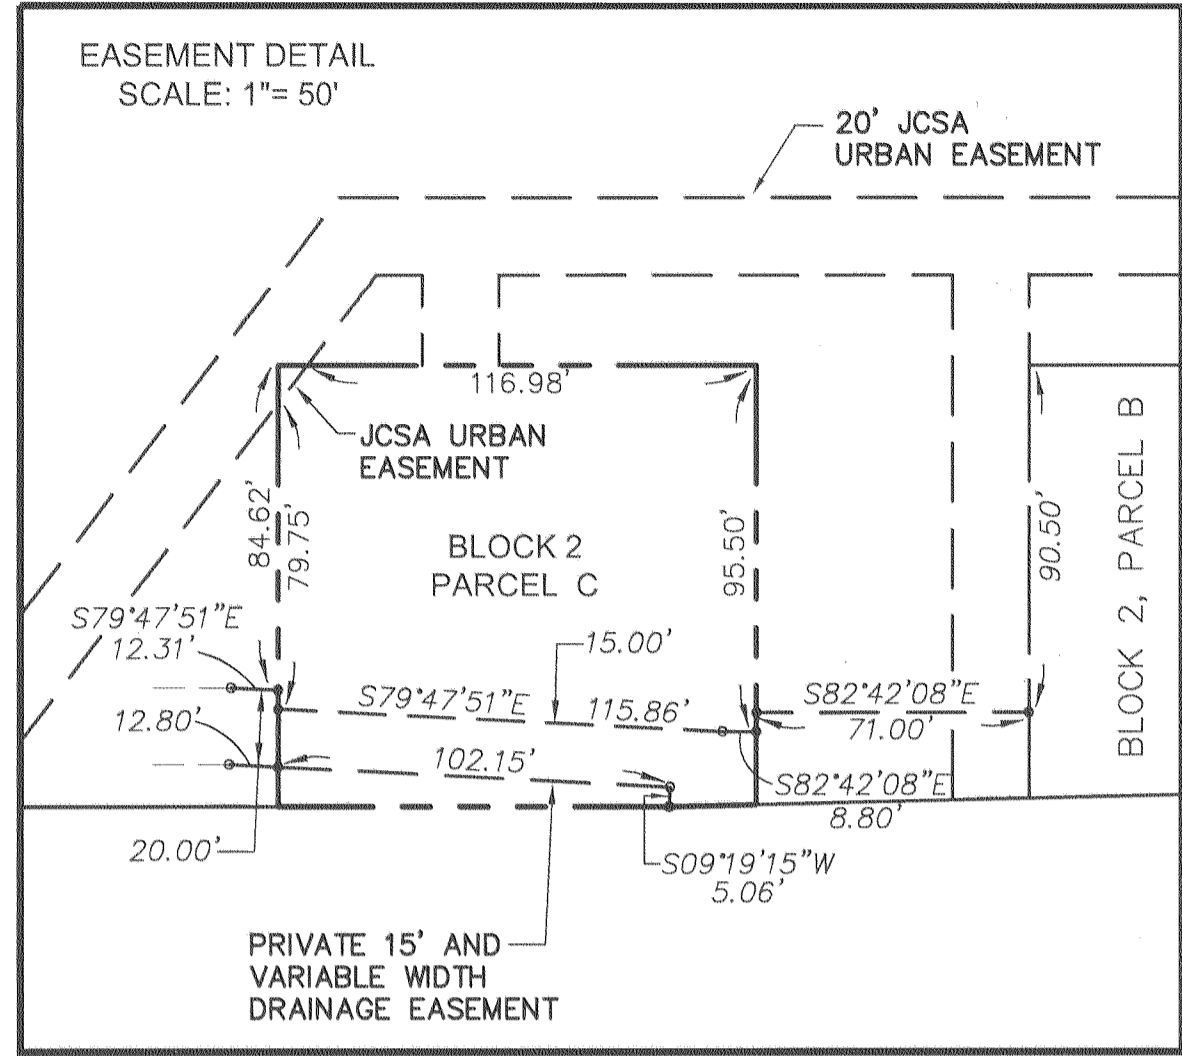 EASEMENT DETAIL
SCALE: 1"= 50'
20' JCSA
URBAN EASEMENT
116.98'
JCSA URBAN
EASEMENT
84.62'
79.75'
BLOCK 2
PARCEL C
95.50'
90.50'
BLOCK 2, PARCEL B
S79°47'51"E
12.31'
15.00'
S79°47'51"E
115.86'
S82°42'08"E
71.00'
12.80'
102.15'
S82°42'08"E
8.80'
20.00'
S09°19'15"W
5.06'
PRIVATE 15' AND
VARIABLE WIDTH
DRAINAGE EASEMENT